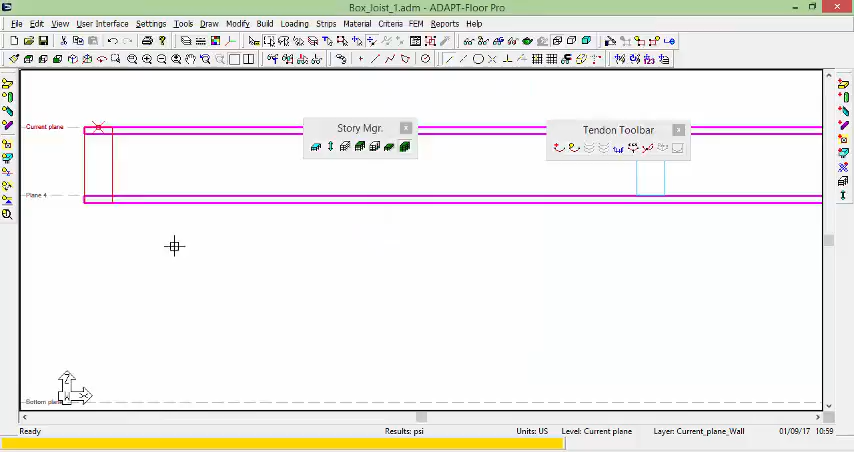 Box_Joist_1.adm - ADAPT-Floor Pro
File Edit View User Interface Settings Tools Draw Modify Build Loading Strips Material Criteria FEM Reports Help
Story Mgr.
Tendon Toolbar
Current plane
Plane 4
Z
W X
Bottom plane
Ready Results: psi Units: US Level: Current plane Layer: Current_plane_Wall 01/09/17 10:59